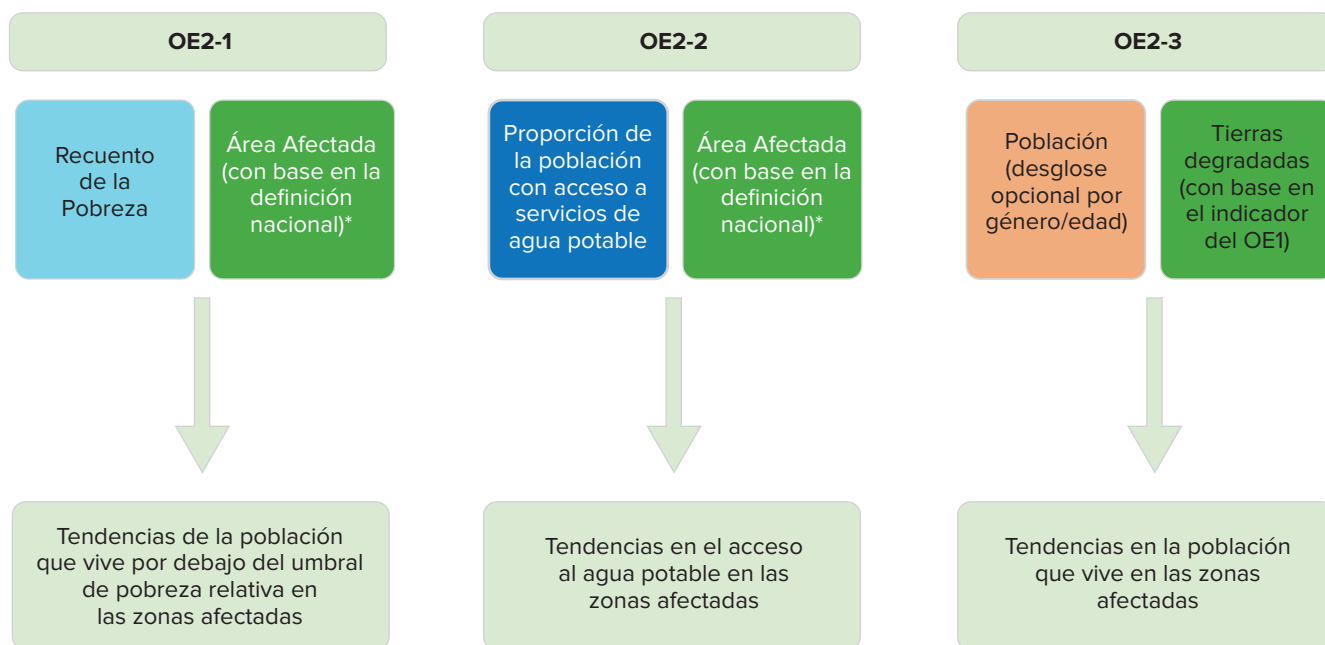 OE2-1
OE2-2
OE2-3
Recuento
de la
Pobreza
Área Afectada
(con base en la
definición
nacional)*
Proporción de
la población
con acceso a
servicios de
agua potable
Área Afectada
(con base en la
definición
nacional)*
Población
(desglose
opcional por
género/edad)
Tierras
degradadas
(con base en
el indicador
del OE1)
Tendencias de la población
que vive por debajo del umbral
de pobreza relativa en
las zonas afectadas
Tendencias en el acceso
al agua potable en las
zonas afectadas
Tendencias en la población
que vive en las zonas
afectadas